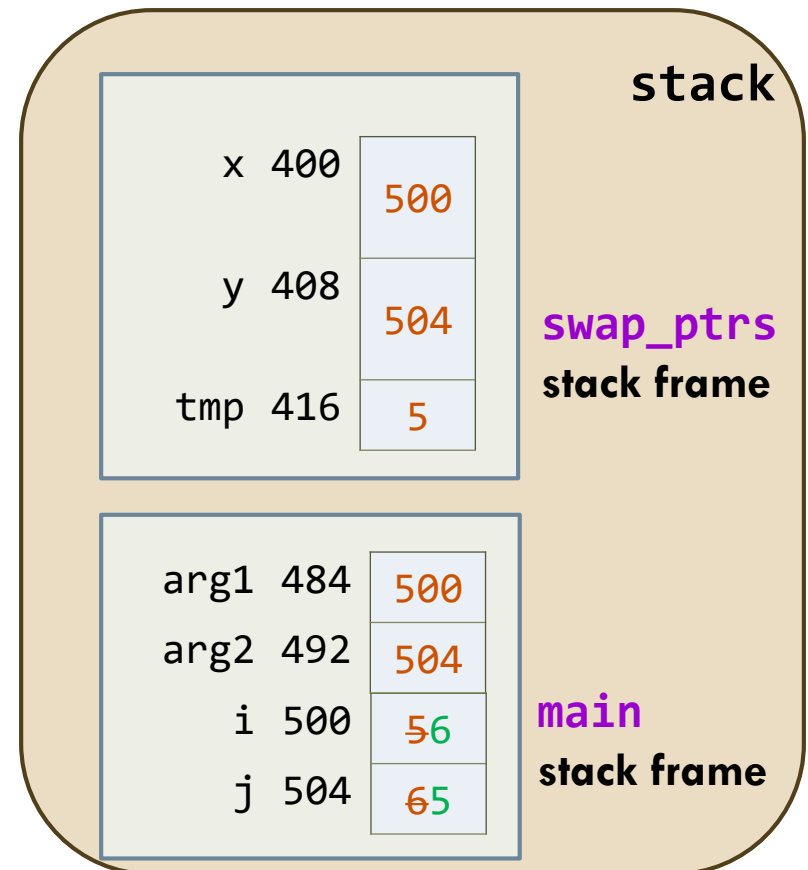 stack
x 400
500
y 408
504
swap_ptrs
stack frame
tmp 416
5
arg1 484
500
arg2 492
504
i 500
56
main
stack frame
j 504
65